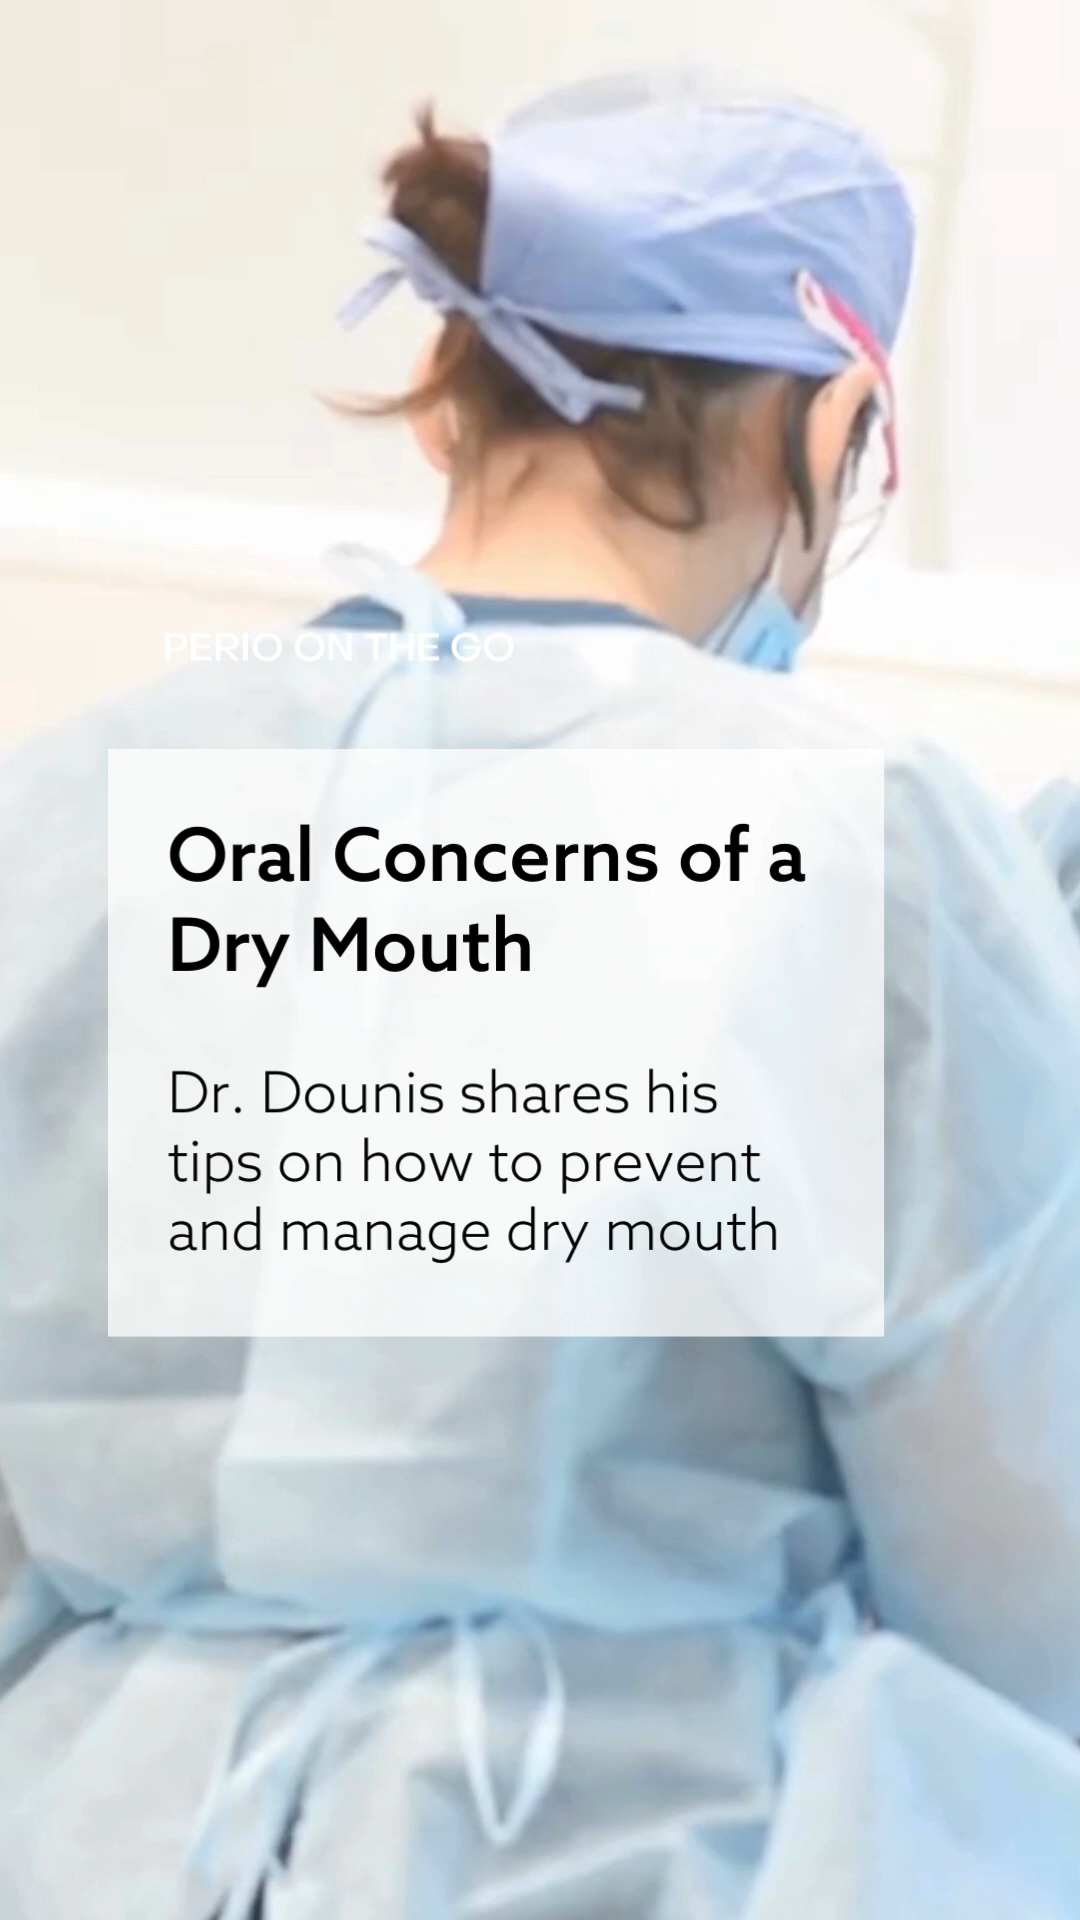 PERIO ON THE GO
Oral Concerns of a
Dry Mouth
Dr. Dounis shares his
tips on how to prevent
and manage dry mouth